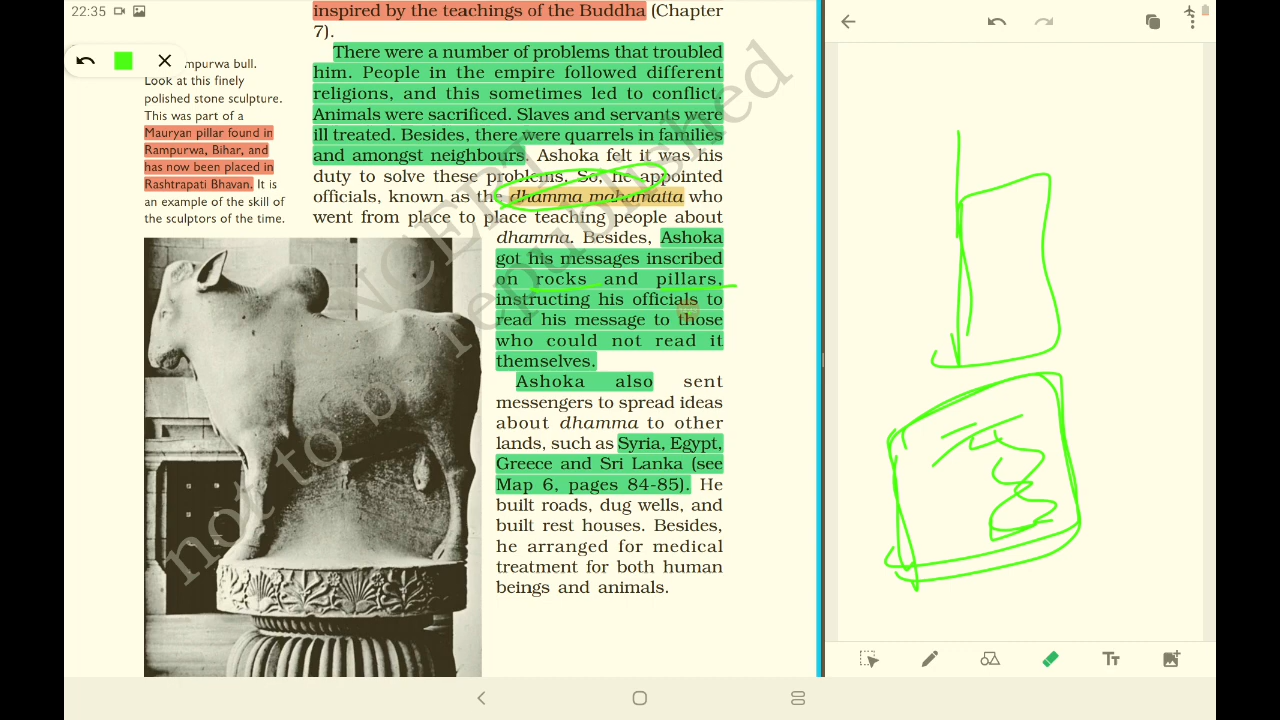 22:35
inspired by the teachings of the Buddha (Chapter
7).
There were a number of problems that troubled
him. People in the empire followed different
religions, and this sometimes led to conflict.
Animals were sacrificed. Slaves and servants were
ill treated. Besides, there were quarrels in families
and amongst neighbours. Ashoka felt it was his
duty to solve these problems. So, he appointed
officials, known as the dhamma mahamatta who
went from place to place teaching people about
dhamma. Besides, Ashoka
got his messages inscribed
on rocks and pillars,
instructing his officials to
read his message to those
who could not read it
themselves.
Ashoka also sent
messengers to spread ideas
about dhamma to other
lands, such as Syria, Egypt,
Greece and Sri Lanka (see
Map 6, pages 84-85). He
built roads, dug wells, and
built rest houses. Besides,
he arranged for medical
treatment for both human
beings and animals.
mpurwa bull.
Look at this finely
polished stone sculpture.
This was part of a
Mauryan pillar found in
Rampurwa, Bihar, and
has now been placed in
Rashtrapati Bhavan. It is
an example of the skill of
the sculptors of the time.
NCERT
not to be republished
Tт